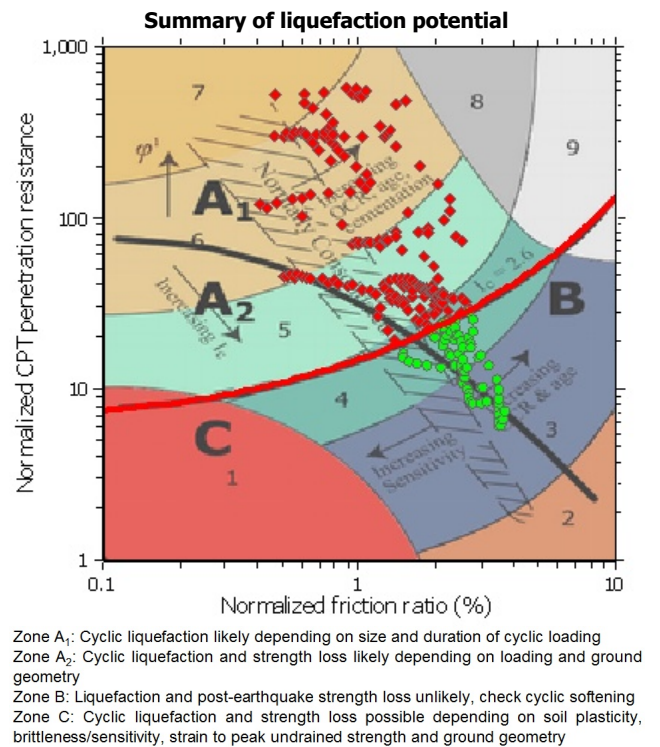 Summary of liquefaction potential
1,000
100
10
1
Normalized CPT penetration resistance
7
8
9
φ'
A1
6
A2
5
Increasing Ic
Normally Conso
Increasing
OCR, age,
cementation
Ic = 2.6
B
4
C
1
Increasing
Sensitivity
creasing
R & age
3
2
0.1
1
10
Normalized friction ratio (%)
Zone A1: Cyclic liquefaction likely depending on size and duration of cyclic loading
Zone A2: Cyclic liquefaction and strength loss likely depending on loading and ground
geometry
Zone B: Liquefaction and post-earthquake strength loss unlikely, check cyclic softening
Zone C: Cyclic liquefaction and strength loss possible depending on soil plasticity,
brittleness/sensitivity, strain to peak undrained strength and ground geometry